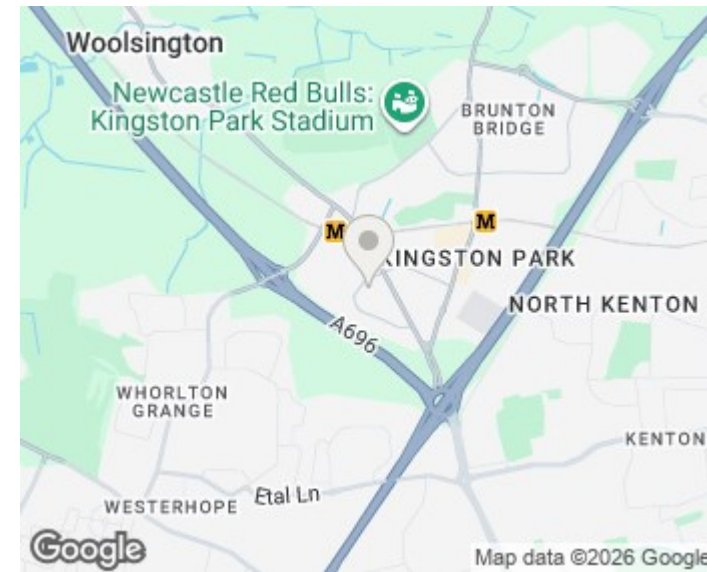 Woolsington
Newcastle Red Bulls:
Kingston Park Stadium
BRUNTON
BRIDGE
M
M
KINGSTON PARK
NORTH KENTON
A696
WHORLTON
GRANGE
KENTON
Etal Ln
WESTERHOPE
Google
Map data ©2026 Google